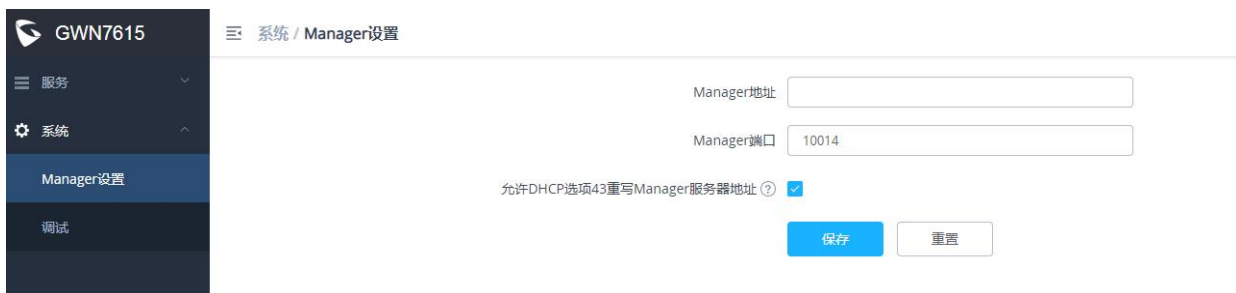 GWN7615
系统 / Manager设置
服务
Manager地址
系统
Manager端口 10014
Manager设置
允许DHCP选项43重写Manager服务器地址 ?
调试
保存 重置